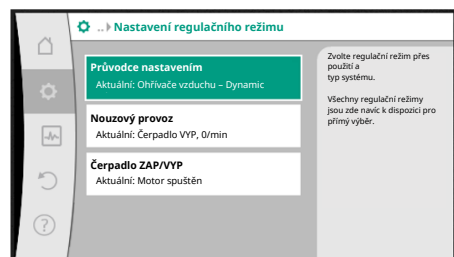 .. Nastavení regulačního režimu
Průvodce nastavením
Aktuální: Ohřívače vzduchu – Dynamic
Nouzový provoz
Aktuální: Čerpadlo VYP, 0/min
Čerpadlo ZAP/VYP
Aktuální: Motor spuštěn
Zvolte regulační režim přes
použití a
typ systému.
Všechny regulační režimy
jsou zde navíc k dispozici pro
přímý výběr.